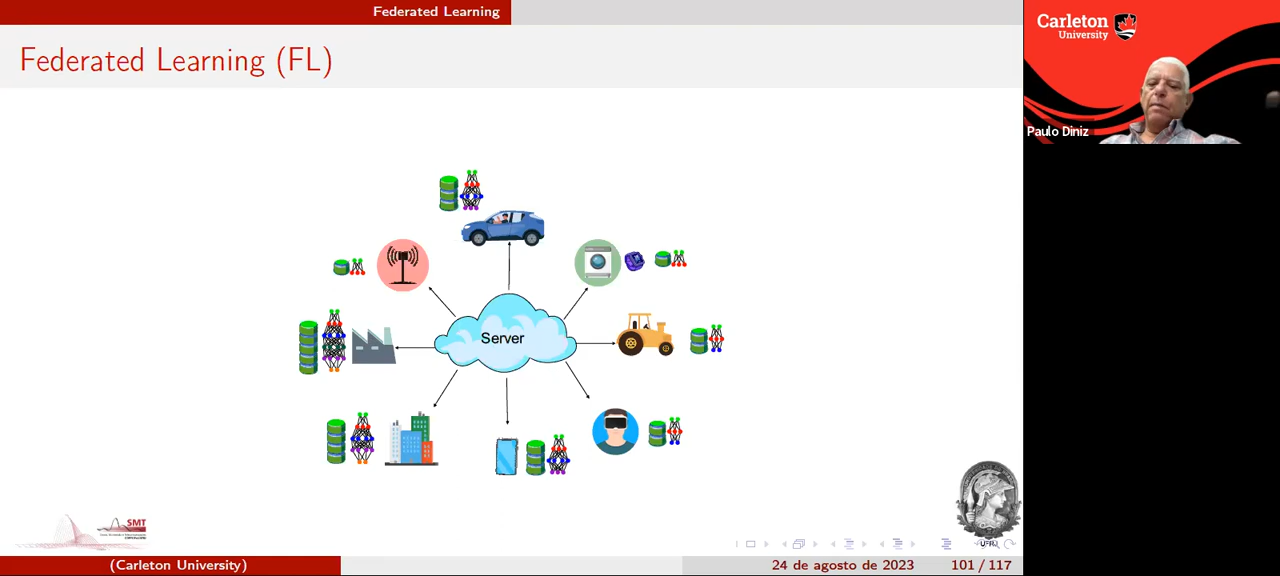 Federated Learning
Federated Learning (FL)
Server
SMT
UFRJ
(Carleton University)
24 de agosto de 2023
101 / 117
Carleton
University
Paulo Diniz